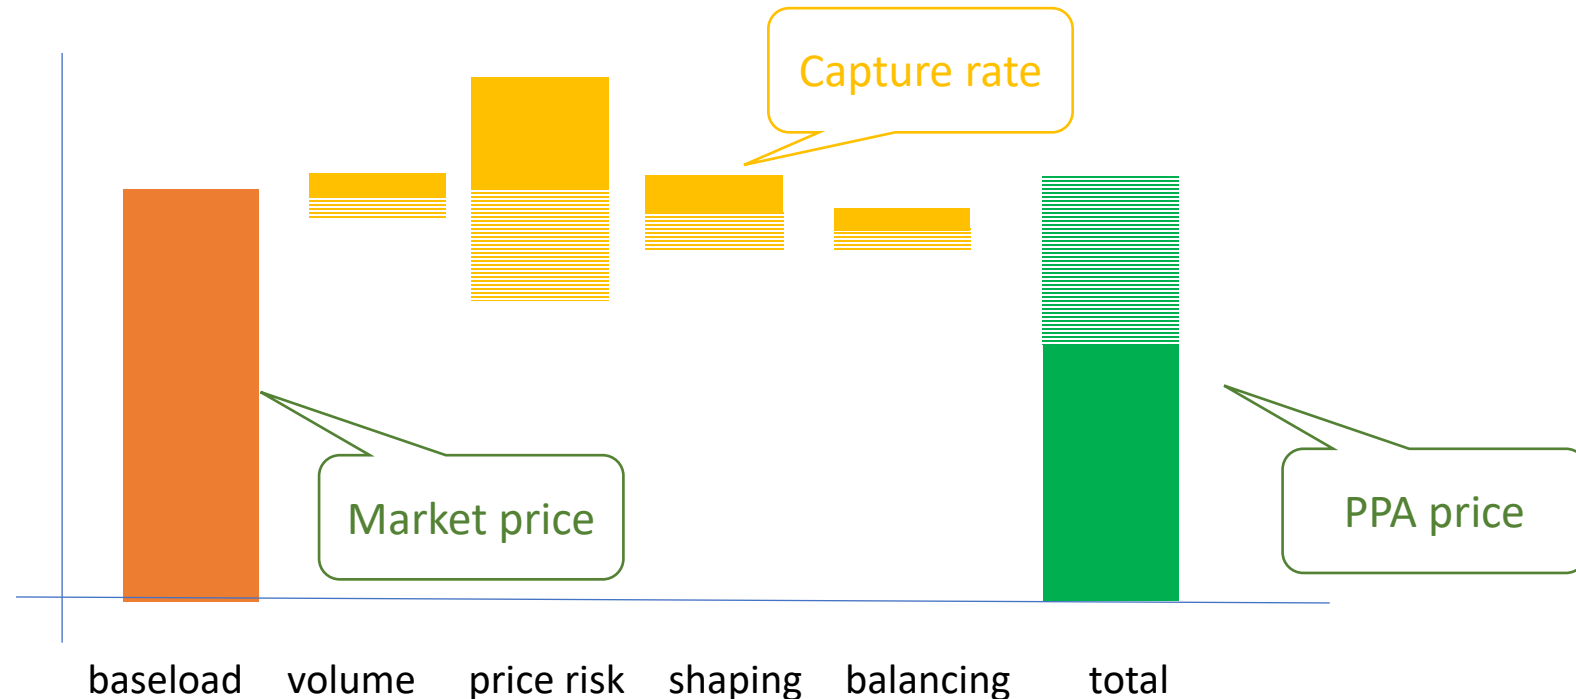 Capture rate
Market price
PPA price
baseload volume price risk shaping balancing total